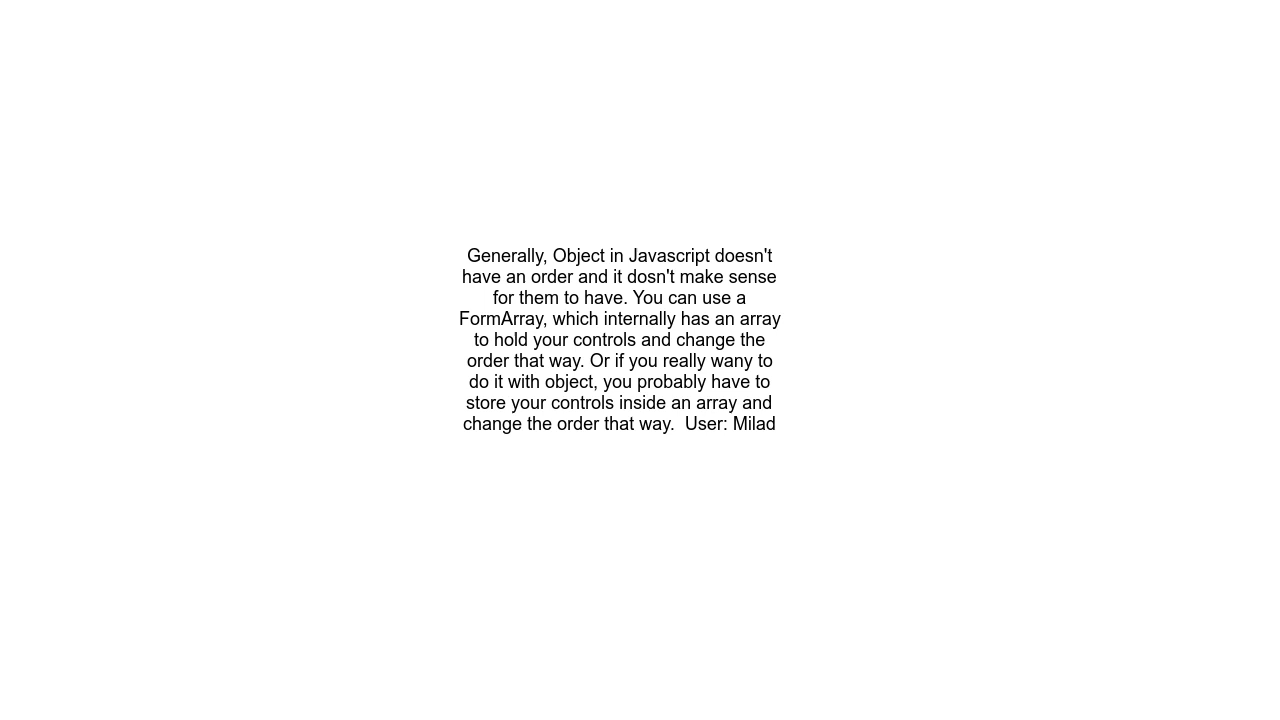 Generally, Object in Javascript doesn't
have an order and it dosn't make sense
for them to have. You can use a
FormArray, which internally has an array
to hold your controls and change the
order that way. Or if you really wany to
do it with object, you probably have to
store your controls inside an array and
change the order that way.  User: Milad